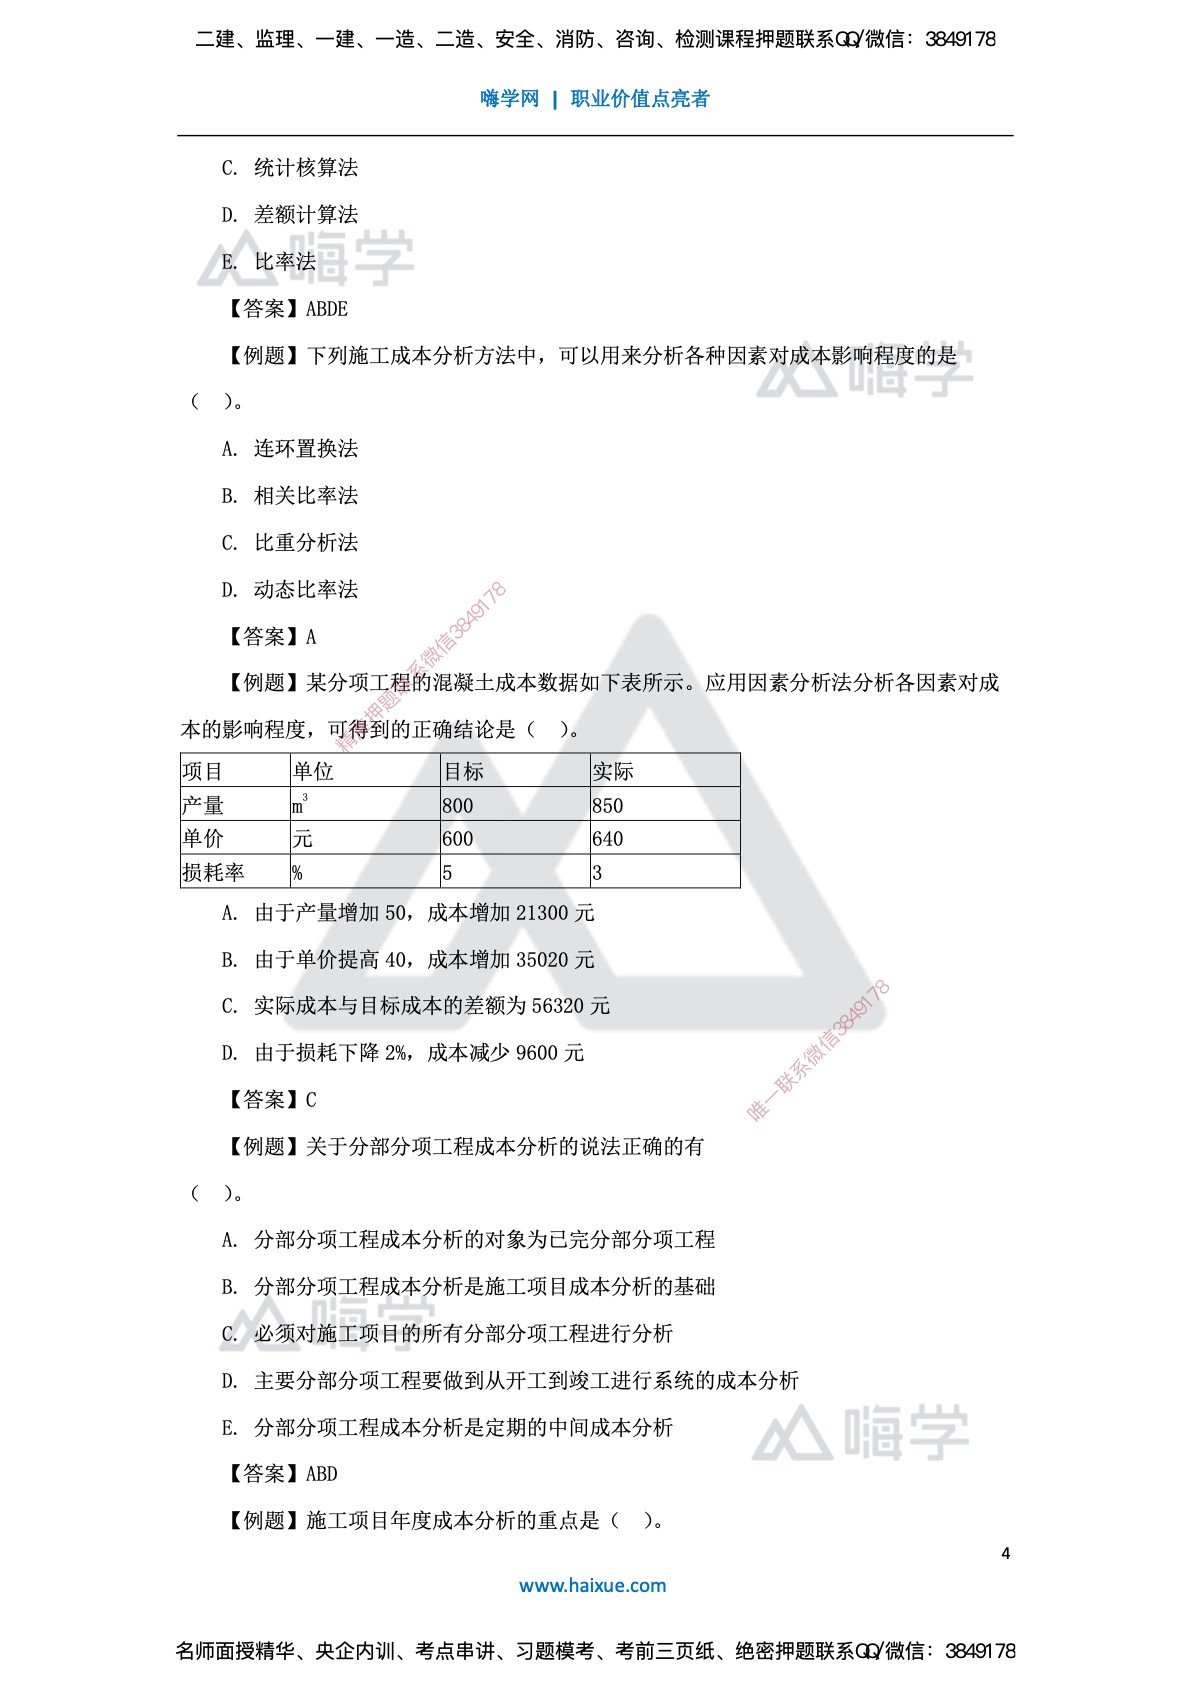 二建、监理、一建、一造、二造、安全、消防、咨询、检测课程押题联系QQ/微信：3849178
嗨学网 | 职业价值点亮者
C. 统计核算法
D. 差额计算法
嗨学
E. 比率法
【答案】ABDE
【例题】下列施工成本分析方法中，可以用来分析各种因素对成本影响程度的是
嗨学
（　）。
A. 连环置换法
B. 相关比率法
C. 比重分析法
D. 动态比率法
【答案】A
精准押题联系微信3849178
【例题】某分项工程的混凝土成本数据如下表所示。应用因素分析法分析各因素对成
本的影响程度，可得到的正确结论是（　）。
项目 单位 目标 实际
产量 m³ 800 850
单价 元 600 640
损耗率 % 5 3
A. 由于产量增加 50，成本增加 21300 元
B. 由于单价提高 40，成本增加 35020 元
C. 实际成本与目标成本的差额为 56320 元
D. 由于损耗下降 2%，成本减少 9600 元
唯一联系微信3849178
【答案】C
【例题】关于分部分项工程成本分析的说法正确的有
（　）。
A. 分部分项工程成本分析的对象为已完分部分项工程
B. 分部分项工程成本分析是施工项目成本分析的基础
嗨学
C. 必须对施工项目的所有分部分项工程进行分析
D. 主要分部分项工程要做到从开工到竣工进行系统的成本分析
E. 分部分项工程成本分析是定期的中间成本分析
嗨学
【答案】ABD
【例题】施工项目年度成本分析的重点是（　）。
4
www.haixue.com
名师面授精华、央企内训、考点串讲、习题模考、考前三页纸、绝密押题联系QQ/微信：3849178